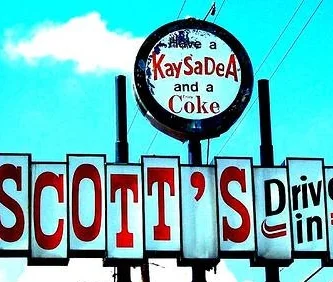 Have a
KaySaDeA
and a
Coke
SCOTT'S Drive
in